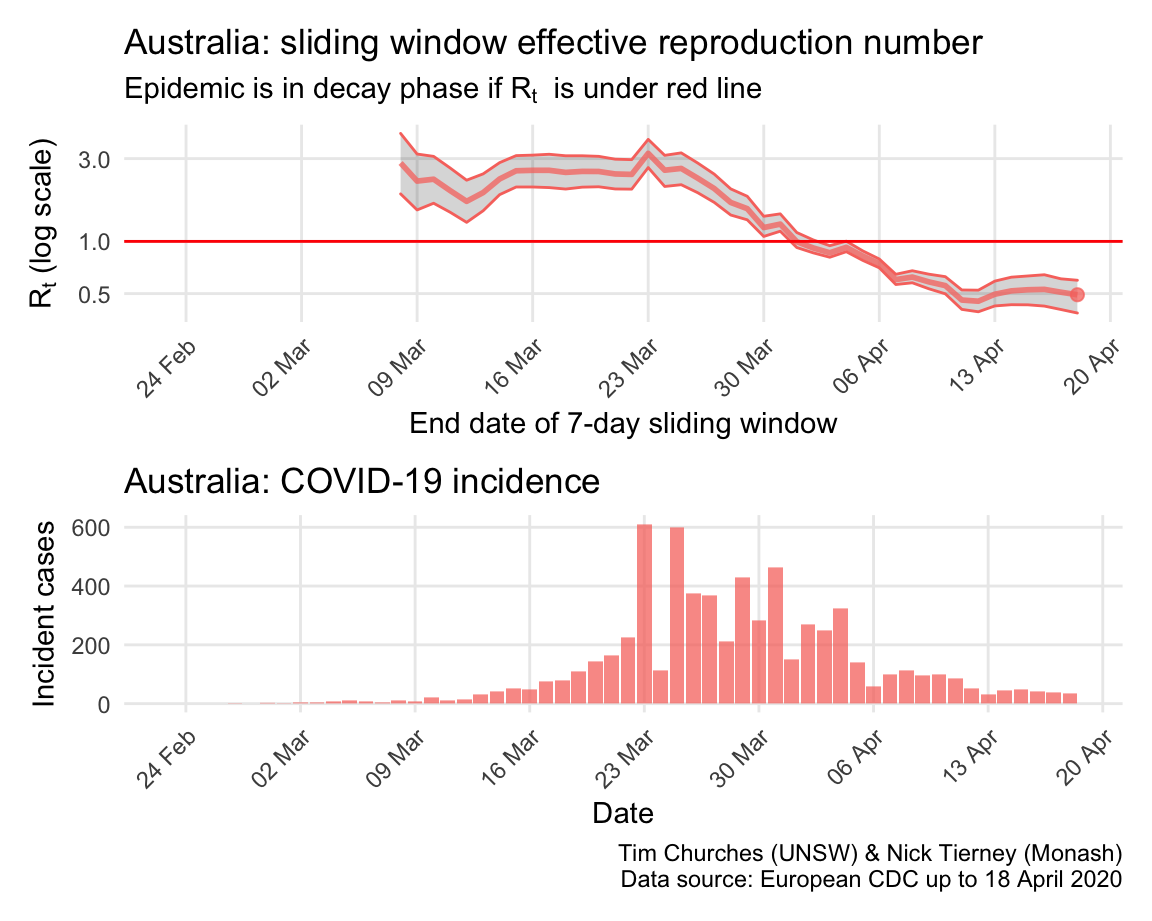 Australia: sliding window effective reproduction number
Epidemic is in decay phase if Rt is under red line
Rt (log scale)
3.0
1.0
0.5
24 Feb
02 Mar
09 Mar
16 Mar
23 Mar
30 Mar
06 Apr
13 Apr
20 Apr
End date of 7-day sliding window
Australia: COVID-19 incidence
Incident cases
600
400
200
0
24 Feb
02 Mar
09 Mar
16 Mar
23 Mar
30 Mar
06 Apr
13 Apr
20 Apr
Date
Tim Churches (UNSW) & Nick Tierney (Monash)
Data source: European CDC up to 18 April 2020